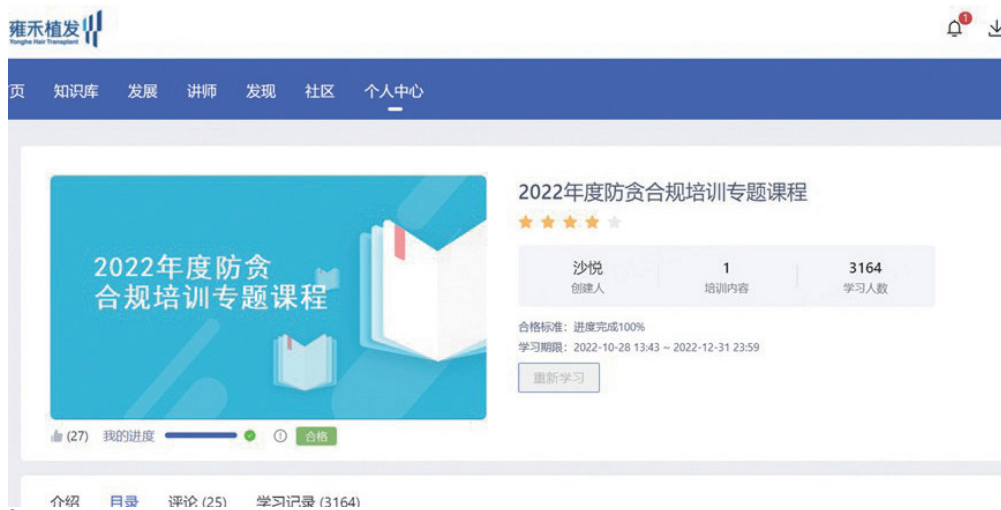 雍禾植发
Yonghe Hair Transplant
1
页 知识库 发展 讲师 发现 社区 个人中心
2022年度防贪
合规培训专题课程
2022年度防贪合规培训专题课程
沙悦 1 3164
创建人 培训内容 学习人数
合格标准：进度完成100%
学习期限：2022-10-28 13:43 ~ 2022-12-31 23:59
重新学习
(27) 我的进度 合格
介绍 目录 评论 (25) 学习记录 (3164)